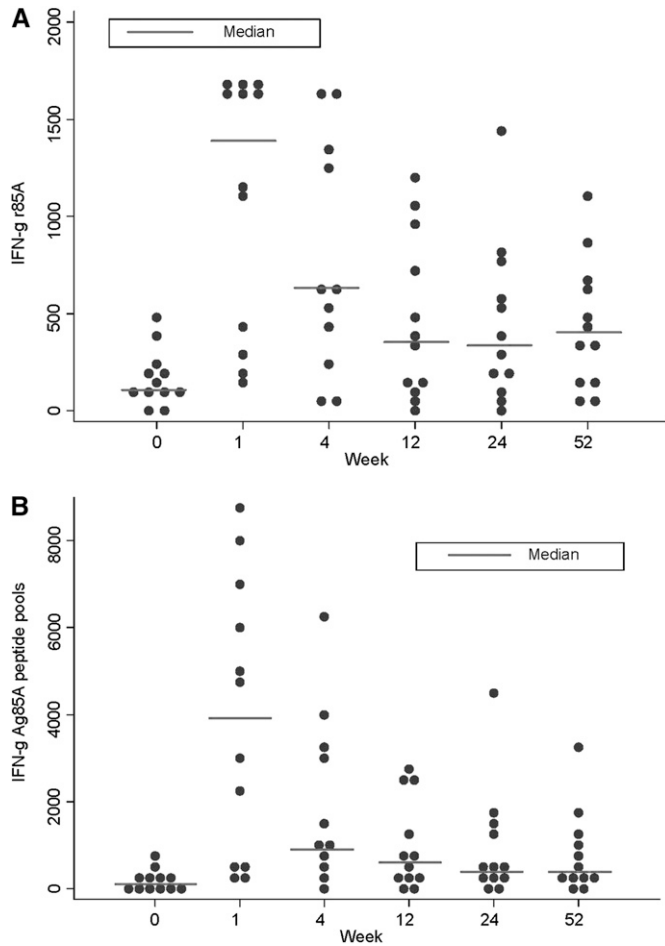 A
Median
IFN-g r85A
2000
1500
1000
500
0
0 1 4 12 24 52
Week
B
Median
IFN-g Ag85A peptide pools
8000
6000
4000
2000
0
0 1 4 12 24 52
Week